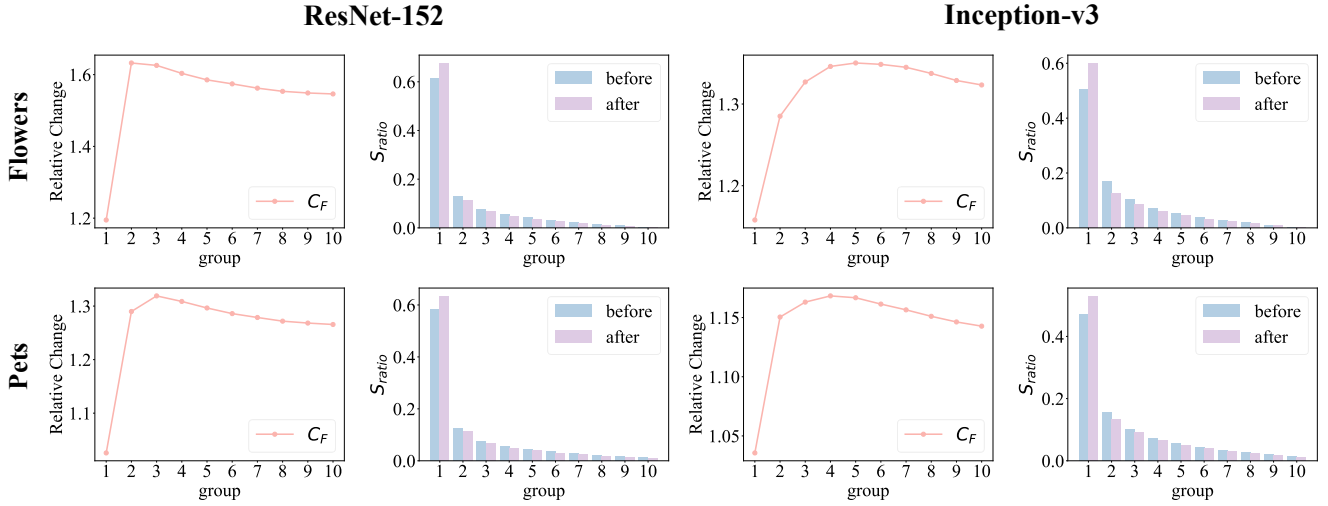 ResNet-152
Inception-v3
Flowers
Relative Change
1.6
1.4
1.2
C_F
1 2 3 4 5 6 7 8 9 10
group
S_ratio
0.6
0.4
0.2
0.0
before
after
1 2 3 4 5 6 7 8 9 10
group
Relative Change
1.3
1.2
C_F
1 2 3 4 5 6 7 8 9 10
group
S_ratio
0.6
0.4
0.2
0.0
before
after
1 2 3 4 5 6 7 8 9 10
group
Pets
Relative Change
1.3
1.2
1.1
C_F
1 2 3 4 5 6 7 8 9 10
group
S_ratio
0.6
0.4
0.2
0.0
before
after
1 2 3 4 5 6 7 8 9 10
group
Relative Change
1.15
1.10
1.05
C_F
1 2 3 4 5 6 7 8 9 10
group
S_ratio
0.4
0.2
0.0
before
after
1 2 3 4 5 6 7 8 9 10
group